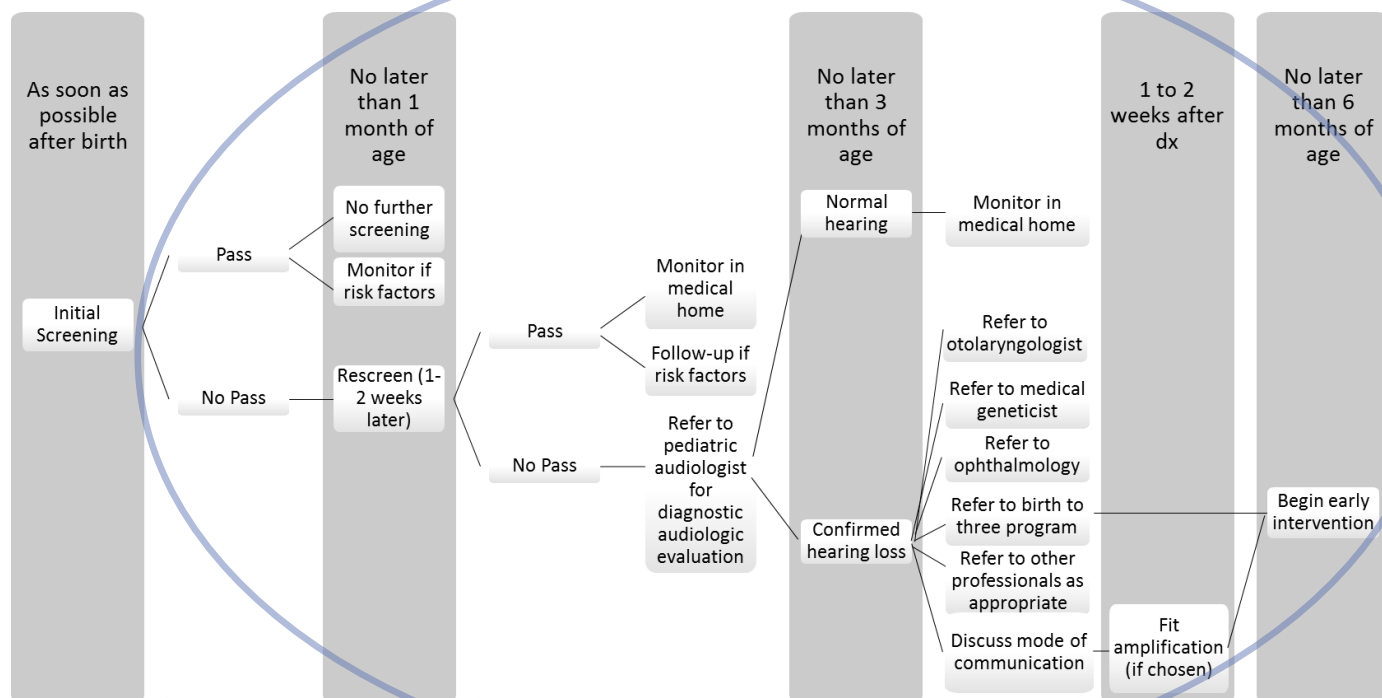 As soon as
possible
after birth
No later
than 1
month of
age
No later
than 3
months of
age
1 to 2
weeks after
dx
No later
than 6
months of
age
Initial
Screening
Pass
No further
screening
Monitor if
risk factors
No Pass
Rescreen (1-
2 weeks
later)
Pass
Monitor in
medical
home
Follow-up if
risk factors
No Pass
Refer to
pediatric
audiologist
for
diagnostic
audiologic
evaluation
Normal
hearing
Monitor in
medical home
Confirmed
hearing loss
Refer to
otolaryngologist
Refer to medical
geneticist
Refer to
ophthalmology
Refer to birth to
three program
Refer to other
professionals as
appropriate
Discuss mode of
communication
Fit
amplification
(if chosen)
Begin early
intervention